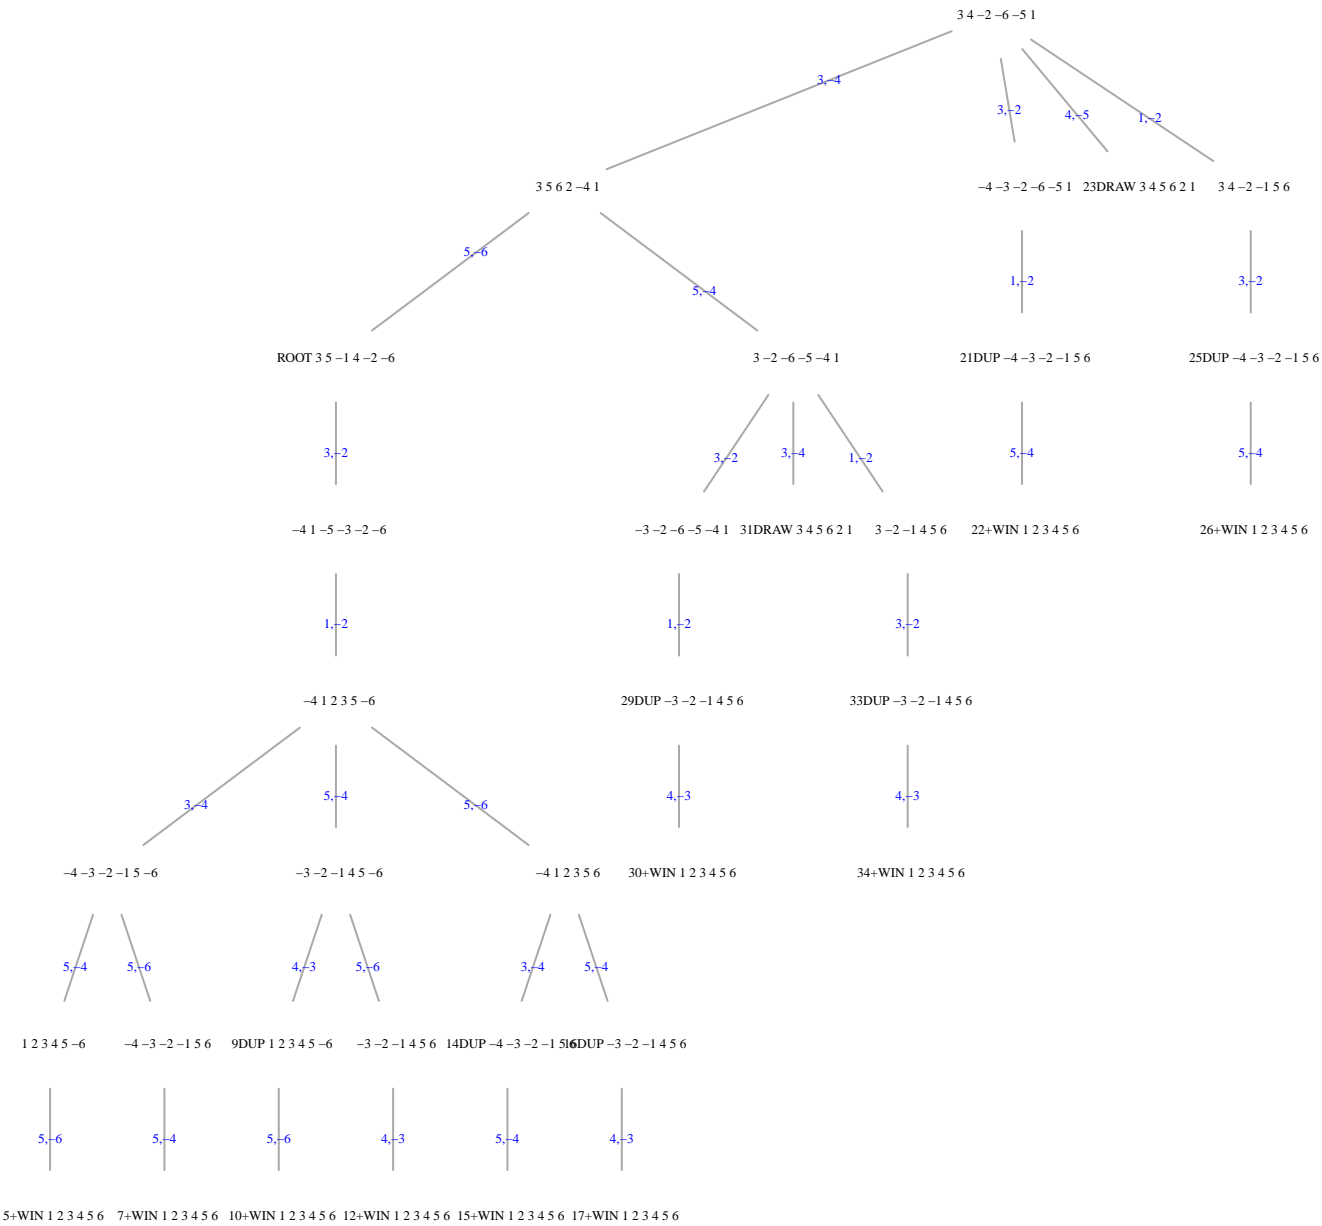 3 4 −2 −6 −5 1
3,−4
3,−2
4,−5
1,−2
3 5 6 2 −4 1
−4 −3 −2 −6 −5 1
23DRAW 3 4 5 6 2 1
3 4 −2 −1 5 6
5,−6
5,−4
1,−2
3,−2
ROOT 3 5 −1 4 −2 −6
3 −2 −6 −5 −4 1
21DUP −4 −3 −2 −1 5 6
25DUP −4 −3 −2 −1 5 6
3,−2
3,−2
3,−4
1,−2
5,−4
5,−4
−4 1 −5 −3 −2 −6
−3 −2 −6 −5 −4 1
31DRAW 3 4 5 6 2 1
3 −2 −1 4 5 6
22+WIN 1 2 3 4 5 6
26+WIN 1 2 3 4 5 6
1,−2
1,−2
3,−2
−4 1 2 3 5 −6
29DUP −3 −2 −1 4 5 6
33DUP −3 −2 −1 4 5 6
3,−4
5,−4
5,−6
4,−3
4,−3
−4 −3 −2 −1 5 −6
−3 −2 −1 4 5 −6
−4 1 2 3 5 6
30+WIN 1 2 3 4 5 6
34+WIN 1 2 3 4 5 6
5,−4
5,−6
4,−3
5,−6
3,−4
5,−4
1 2 3 4 5 −6
−4 −3 −2 −1 5 6
9DUP 1 2 3 4 5 −6
−3 −2 −1 4 5 6
14DUP −4 −3 −2 −1 5 6
16DUP −3 −2 −1 4 5 6
5,−6
5,−4
5,−6
4,−3
5,−4
4,−3
5+WIN 1 2 3 4 5 6
7+WIN 1 2 3 4 5 6
10+WIN 1 2 3 4 5 6
12+WIN 1 2 3 4 5 6
15+WIN 1 2 3 4 5 6
17+WIN 1 2 3 4 5 6